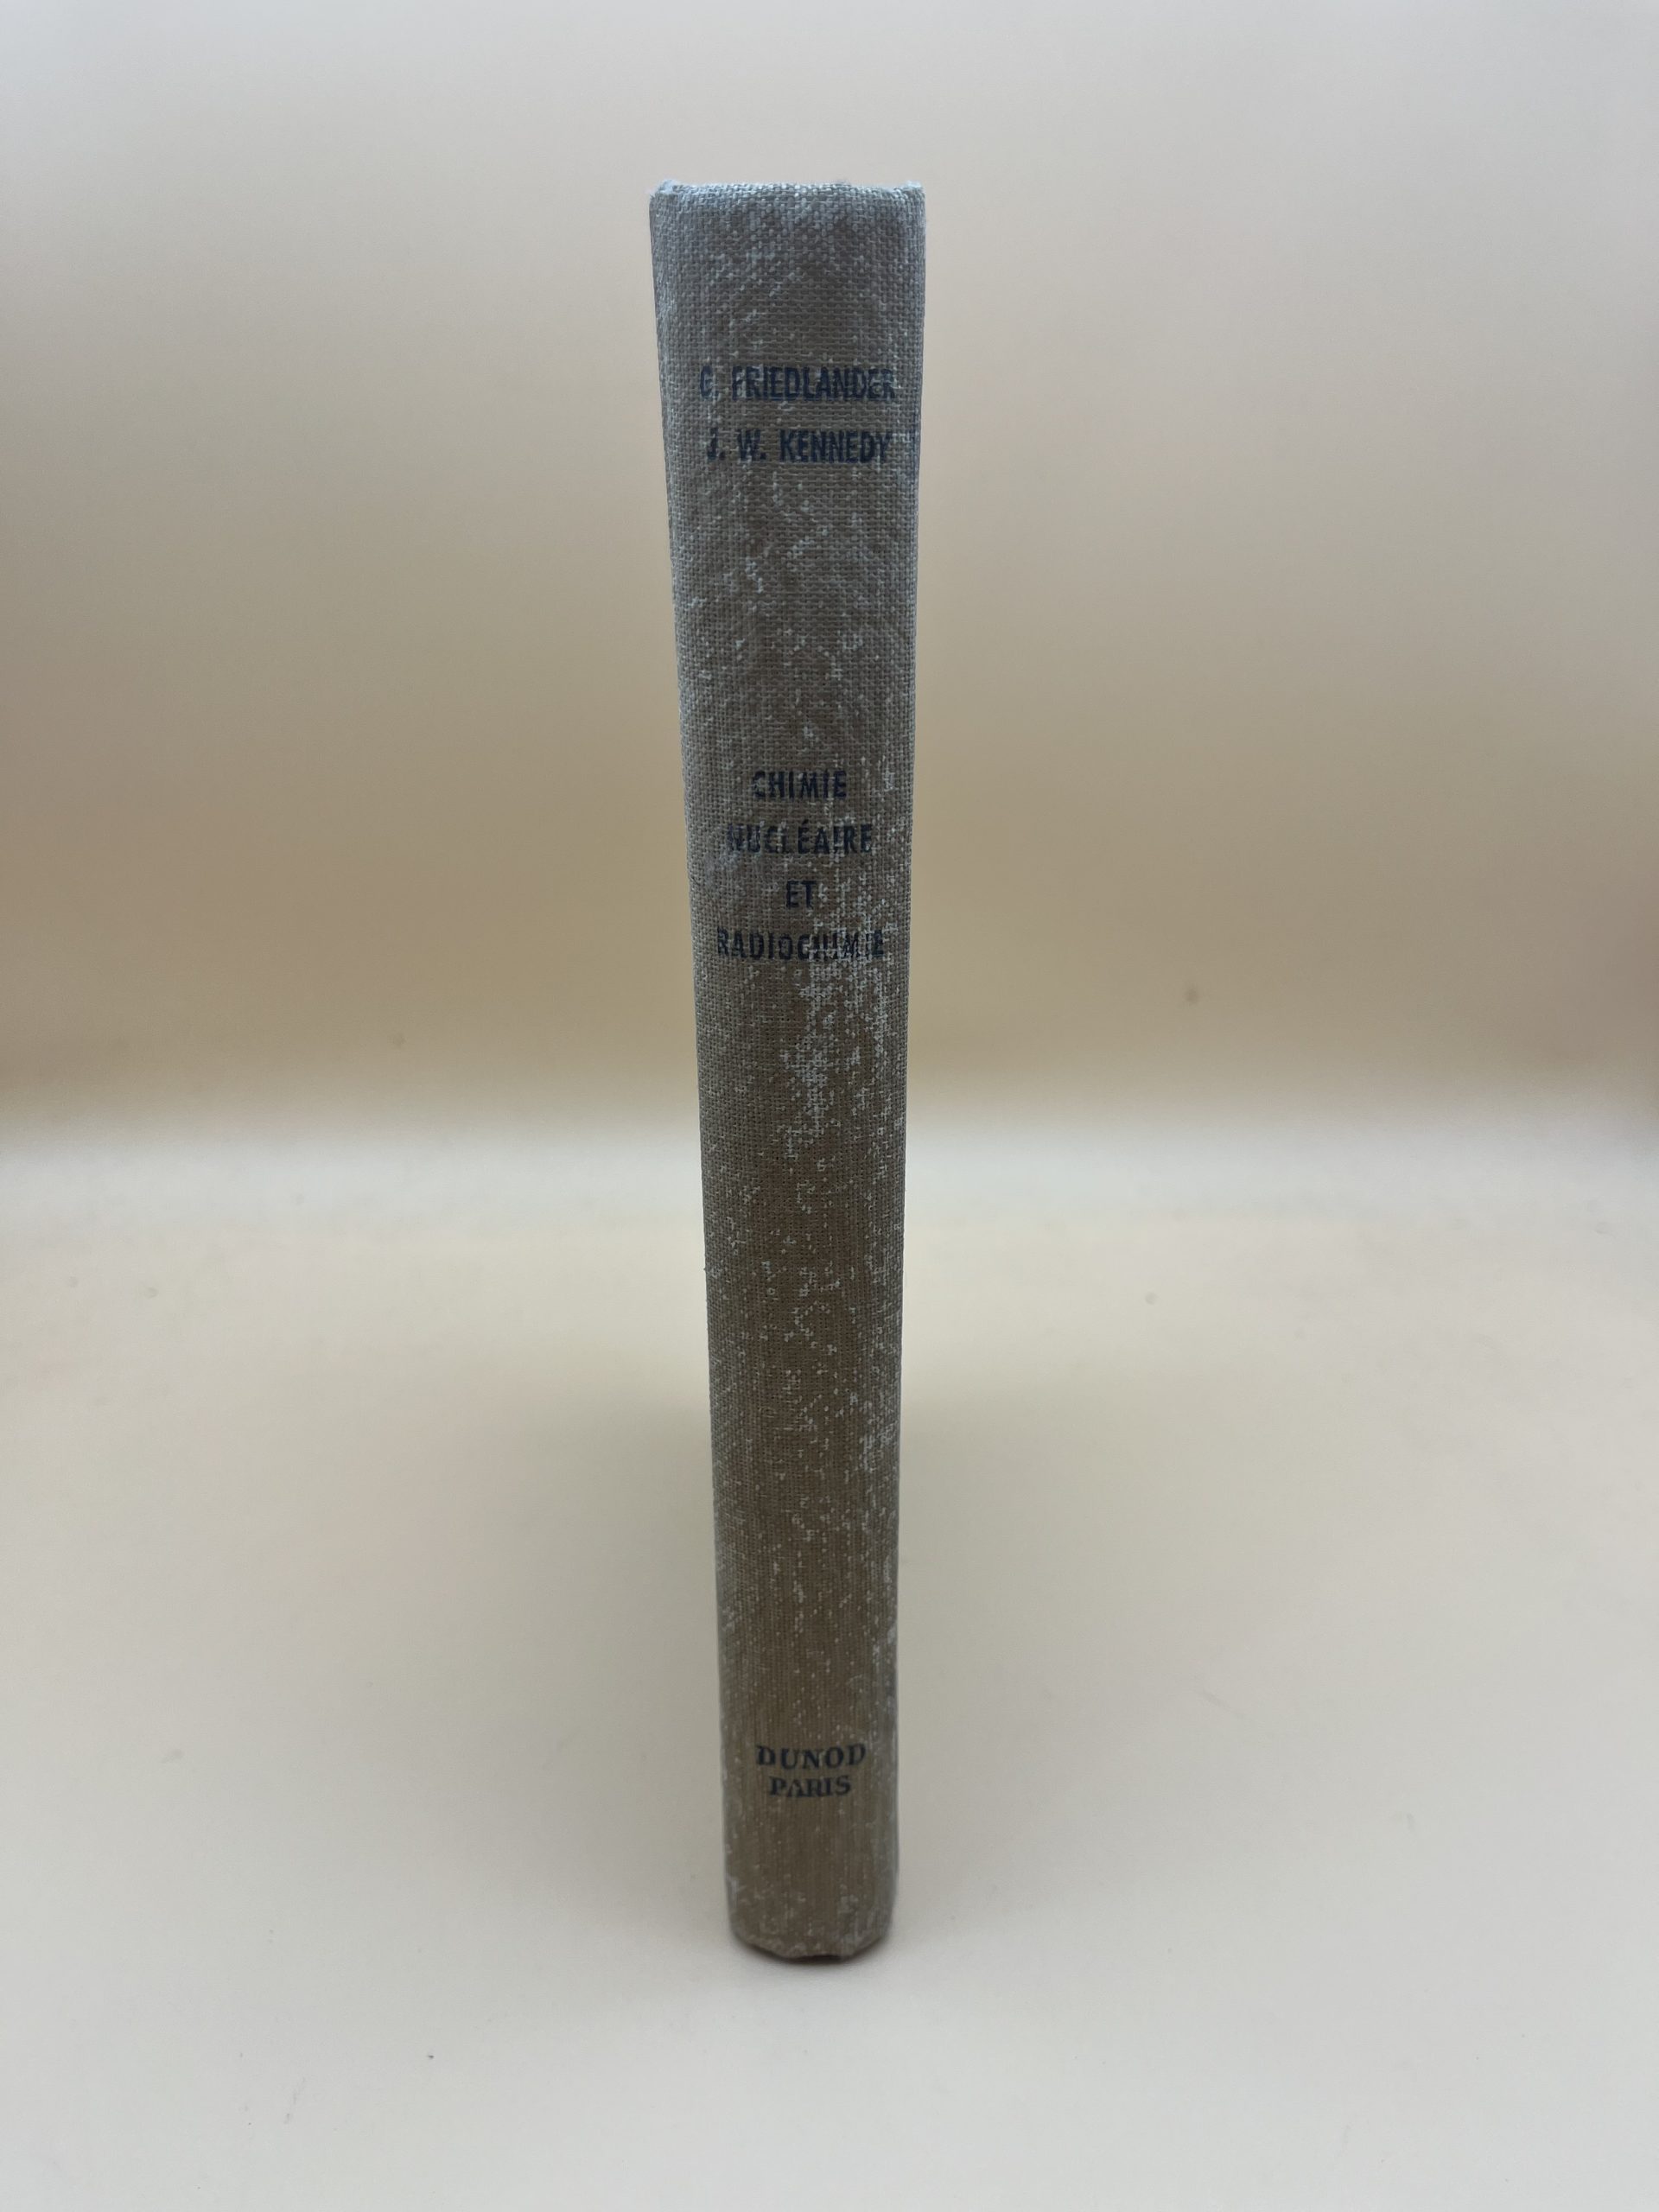 G. FRIEDLANDER
J. W. KENNEDY
CHIMIE
NUCLÉAIRE
ET
RADIOCHIMIE
DUNOD
PARIS